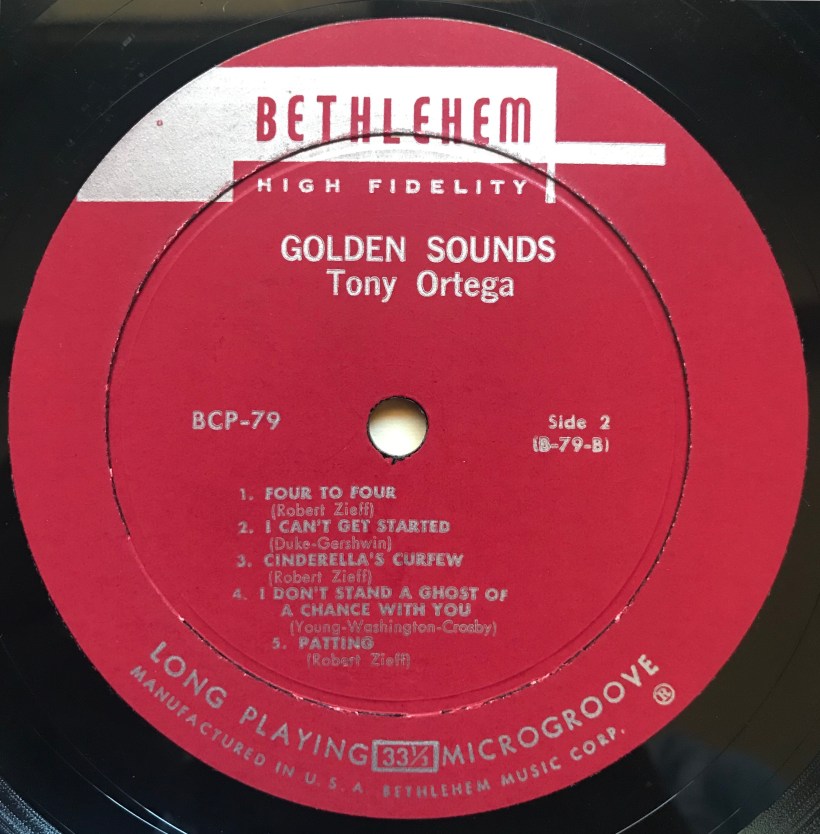 BETHLEHEM
HIGH FIDELITY
GOLDEN SOUNDS
Tony Ortega
BCP-79
Side 2
(B-79-B)
1. FOUR TO FOUR
(Robert Zieff)
2. I CAN'T GET STARTED
(Duke-Gershwin)
3. CINDERELLA'S CURFEW
(Robert Zieff)
4. I DON'T STAND A GHOST OF
A CHANCE WITH YOU
(Young-Washington-Crosby)
5. PATTING
(Robert Zieff)
LONG PLAYING 33⅓ MICROGROOVE ®
MANUFACTURED IN U.S.A. BETHLEHEM MUSIC CORP.